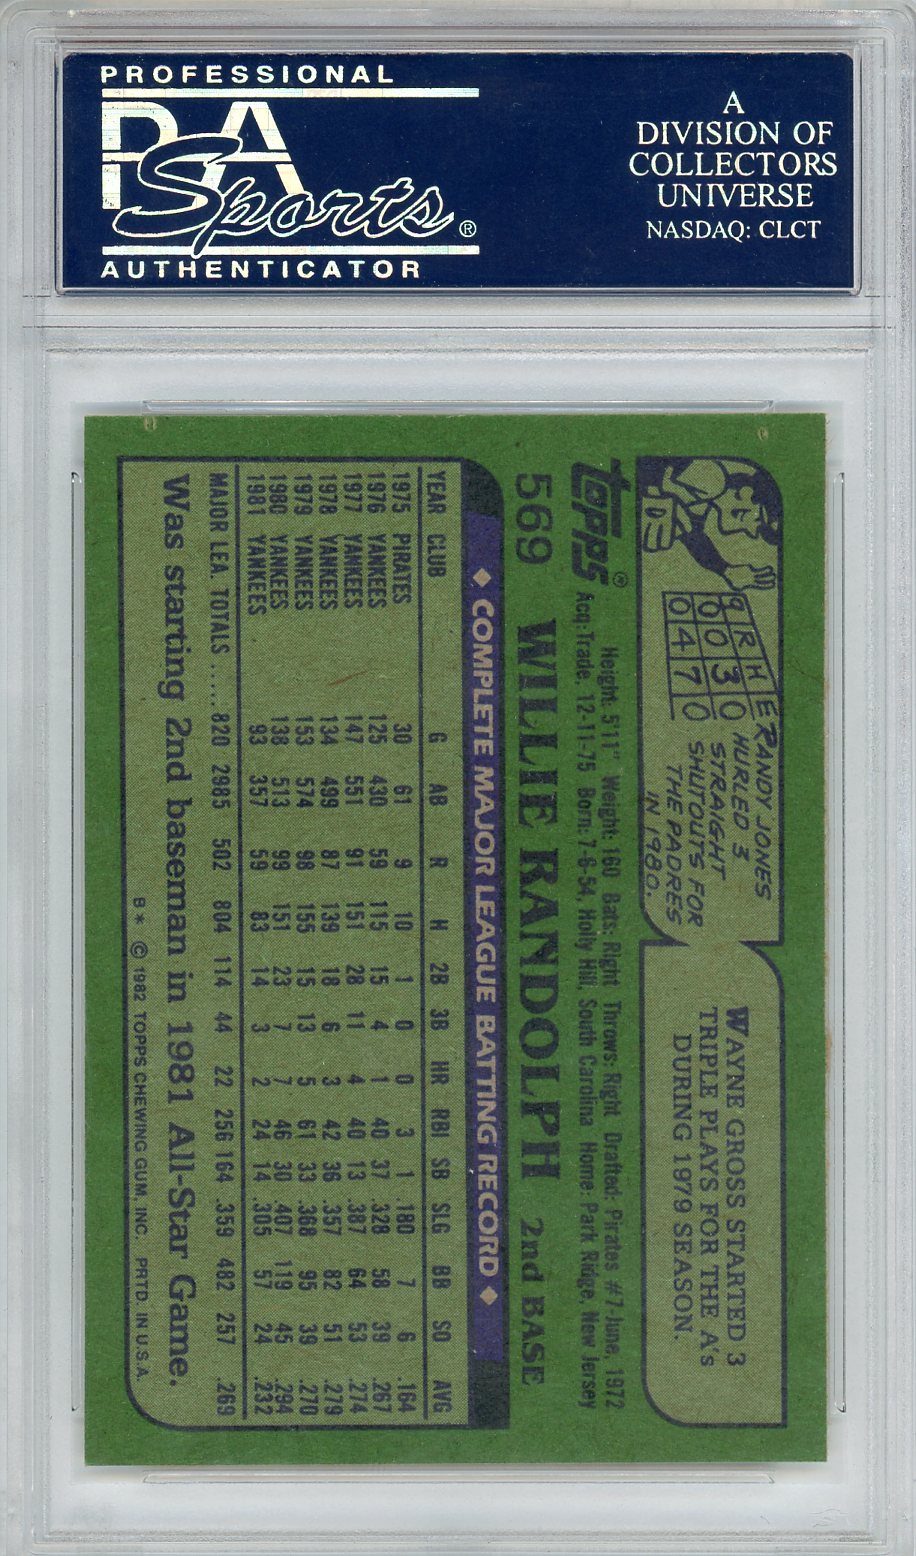 PROFESSIONAL
PSA
Sports®
AUTHENTICATOR
A
DIVISION OF
COLLECTORS
UNIVERSE
NASDAQ: CLCT
R H E
9
0 0 3 0
0 4 7 0
RANDY JONES
HURLED 3
STRAIGHT
SHUTOUTS FOR
THE PADRES
IN 1980.
WAYNE GROSS STARTED 3
TRIPLE PLAYS FOR THE A's
DURING 1979 SEASON.
TOPPS®
Height: 5'11" Weight: 160 Bats: Right Throws: Right Drafted: Pirates #7-June, 1972
Acq: Trade, 12-11-75 Born: 7-6-54, Holly Hill, South Carolina Home: Park Ridge, New Jersey
569 WILLIE RANDOLPH 2nd BASE
◆ COMPLETE MAJOR LEAGUE BATTING RECORD ◆
YEAR CLUB G AB R H 2B 3B HR RBI SB SLG BB SO AVG
1975 PIRATES 30 61 9 10 1 0 0 3 1 .180 7 6 .164
1976 YANKEES 125 430 59 115 15 4 1 40 37 .328 58 39 .267
1977 YANKEES 147 551 91 151 28 11 4 40 13 .387 64 53 .274
1978 YANKEES 134 499 87 139 18 6 3 42 36 .357 82 51 .279
1979 YANKEES 153 574 98 155 15 13 5 61 33 .368 95 39 .270
1980 YANKEES 138 513 99 151 23 7 7 46 30 .407 119 45 .294
1981 YANKEES 93 357 59 83 14 3 2 24 14 .305 57 24 .232
MAJOR LEA. TOTALS ..... 820 2985 502 804 114 44 22 256 164 .359 482 257 .269
Was starting 2nd baseman in 1981 All-Star Game.
B* © 1982 TOPPS CHEWING GUM, INC. PRTD. IN U.S.A.